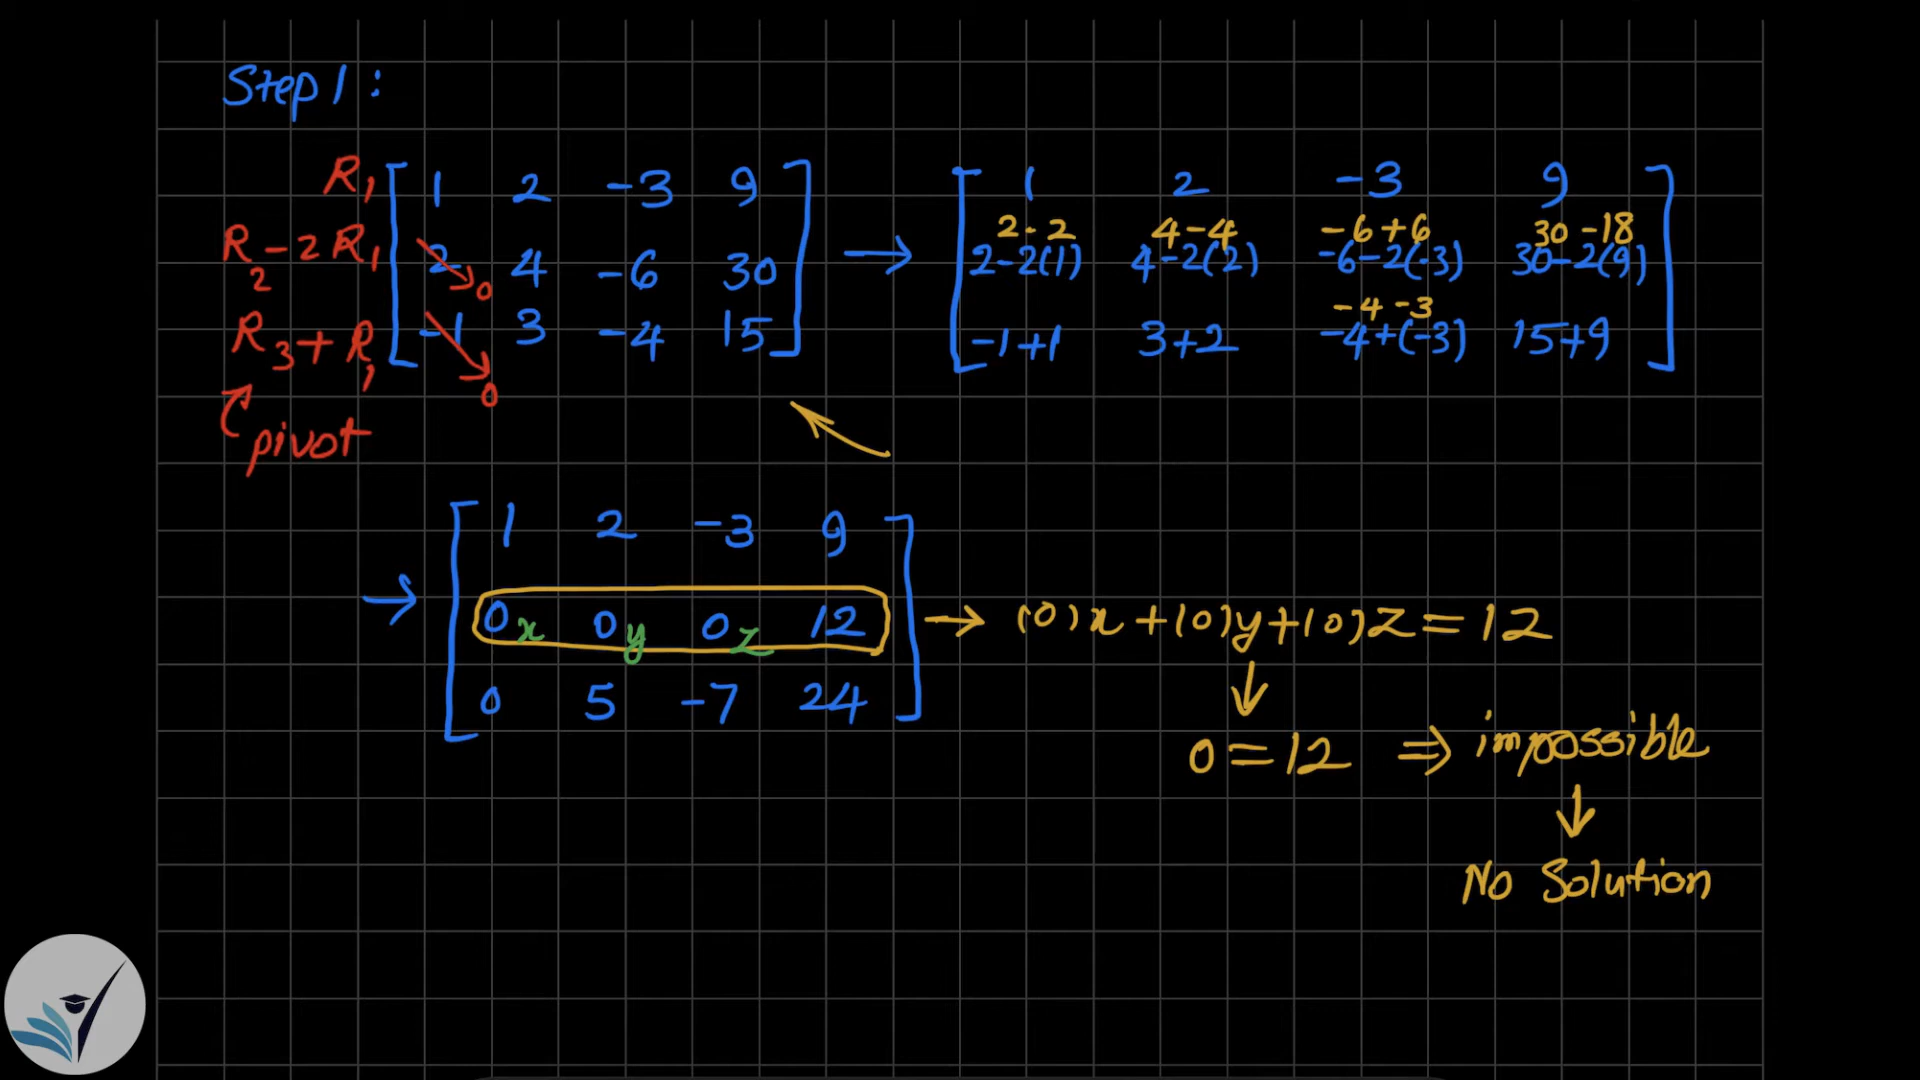 Step 1 :
R₁ [ 1 2 -3 9 ] [ 1 2 -3 9 ]
2-2 4-4 -6+6 30-18
R₂-2R₁ 2 4 -6 30 → 2-2(1) 4-2(2) -6-2(-3) 30-2(9)
0
-4 -3
R₃+R₁ -1 3 -4 15 -1+1 3+2 -4+(-3) 15+9
0
pivot
[ 1 2 -3 9 ]
→ 0x 0y 0z 12 → (0)x+(0)y+(0)z=12
↓
0 5 -7 24
0=12 ⇒ impossible
↓
No Solution